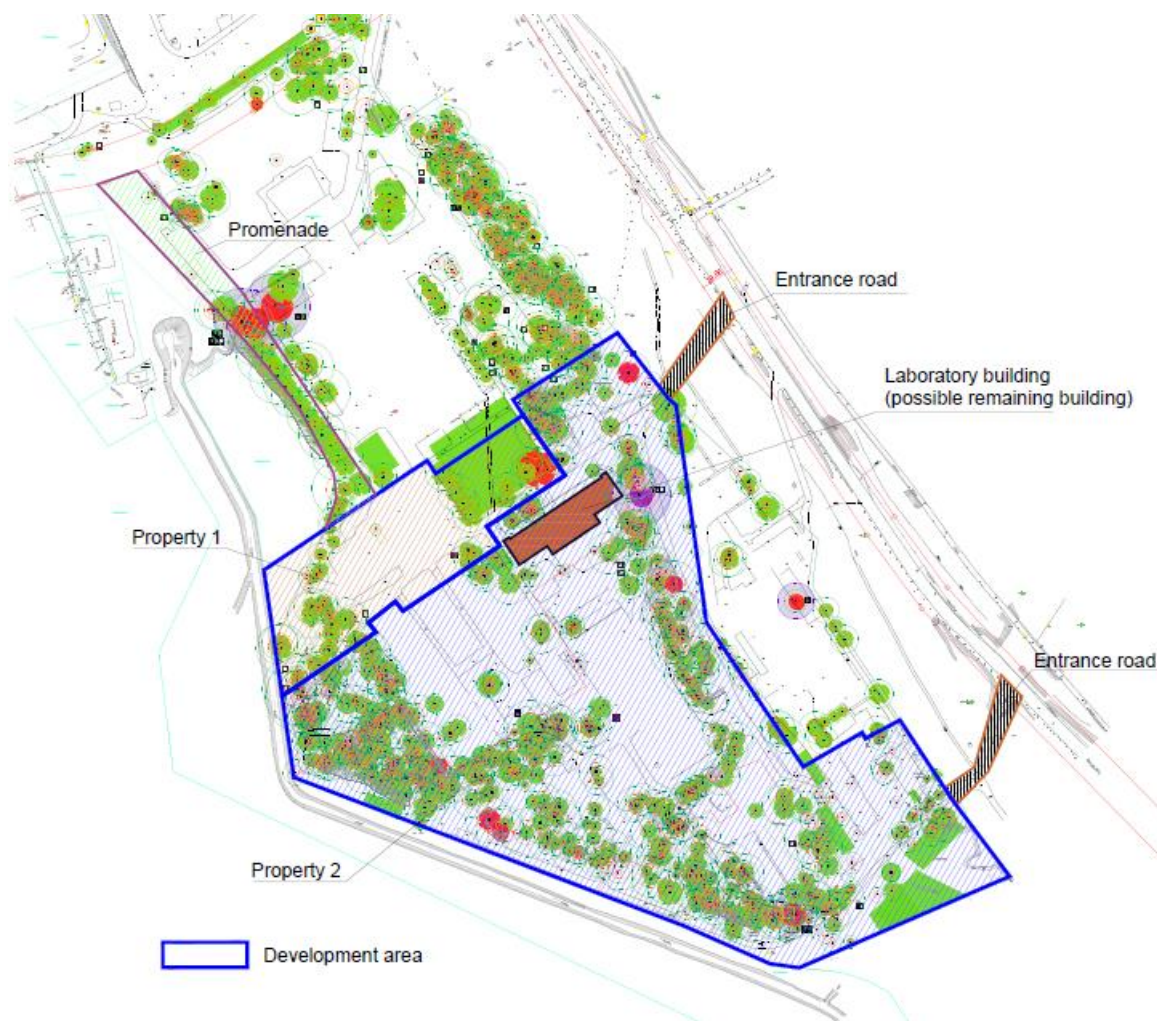 Promenade
Entrance road
Laboratory building
(possible remaining building)
Property 1
Entrance road
Property 2
Development area